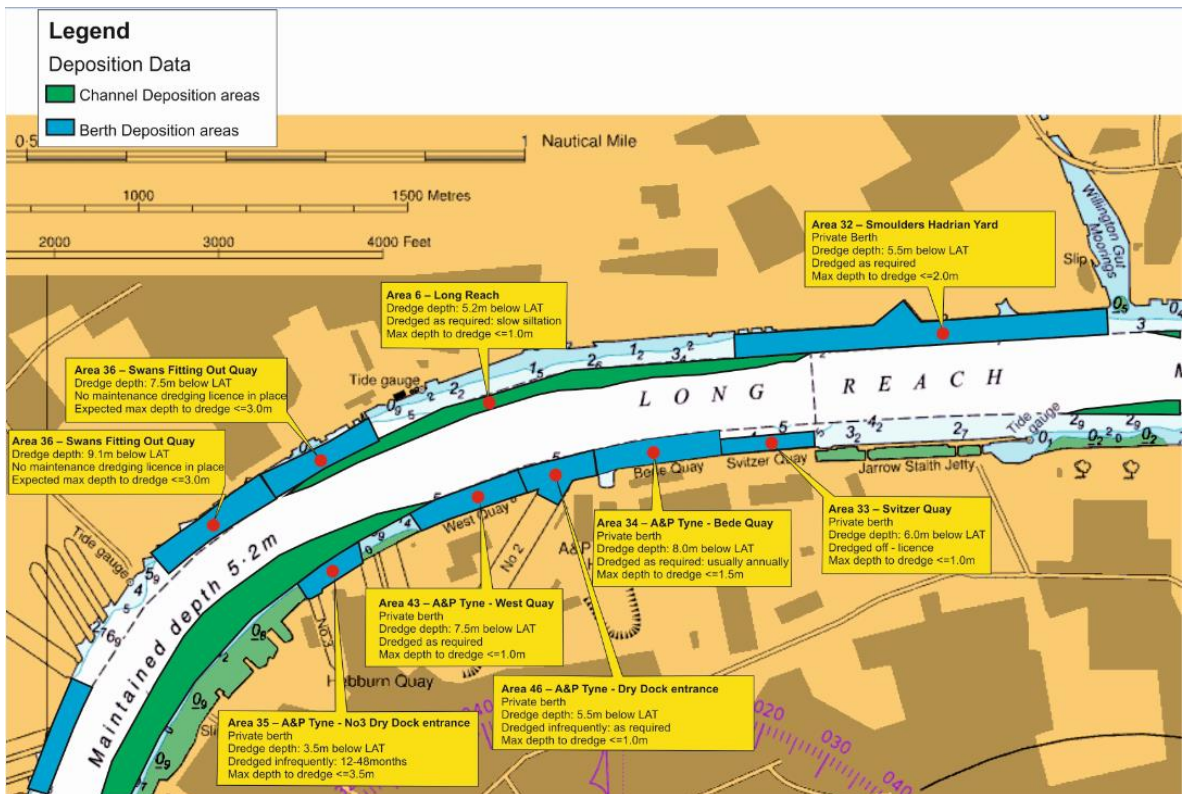 Legend
Deposition Data
Channel Deposition areas
Berth Deposition areas
0·5
1
Nautical Mile
1000
1500 Metres
2000
3000
4000 Feet
Area 32 – Smoulders Hadrian Yard
Private Berth
Dredge depth: 5.5m below LAT
Dredged as required
Max depth to dredge <=2.0m
Willington Gut
Moorings
Slip
Area 6 – Long Reach
Dredge depth: 5.2m below LAT
Dredged as required: slow siltation
Max depth to dredge <=1.0m
Area 36 – Swans Fitting Out Quay
Dredge depth: 7.5m below LAT
No maintenance dredging licence in place
Expected max depth to dredge <=3.0m
Tide gauge
Area 36 – Swans Fitting Out Quay
Dredge depth: 9.1m below LAT
No maintenance dredging licence in place
Expected max depth to dredge <=3.0m
LONG REACH
M
Tide gauge
Tide gauge
Maintained depth 5·2m
West Quay
Bede Quay
Svitzer Quay
Jarrow Staith Jetty
No 2
A&P
No 3
Hebburn Quay
Area 34 – A&P Tyne - Bede Quay
Private berth
Dredge depth: 8.0m below LAT
Dredged as required: usually annually
Max depth to dredge <=1.5m
Area 33 – Svitzer Quay
Private berth
Dredge depth: 6.0m below LAT
Dredged off - licence
Max depth to dredge <=1.0m
Area 43 – A&P Tyne - West Quay
Private berth
Dredge depth: 7.5m below LAT
Dredged as required
Max depth to dredge <=1.0m
Area 46 – A&P Tyne - Dry Dock entrance
Private berth
Dredge depth: 5.5m below LAT
Dredged infrequently: as required
Max depth to dredge <=1.0m
Area 35 – A&P Tyne - No3 Dry Dock entrance
Private berth
Dredge depth: 3.5m below LAT
Dredged infrequently: 12-48months
Max depth to dredge <=3.5m
010
020
030
040